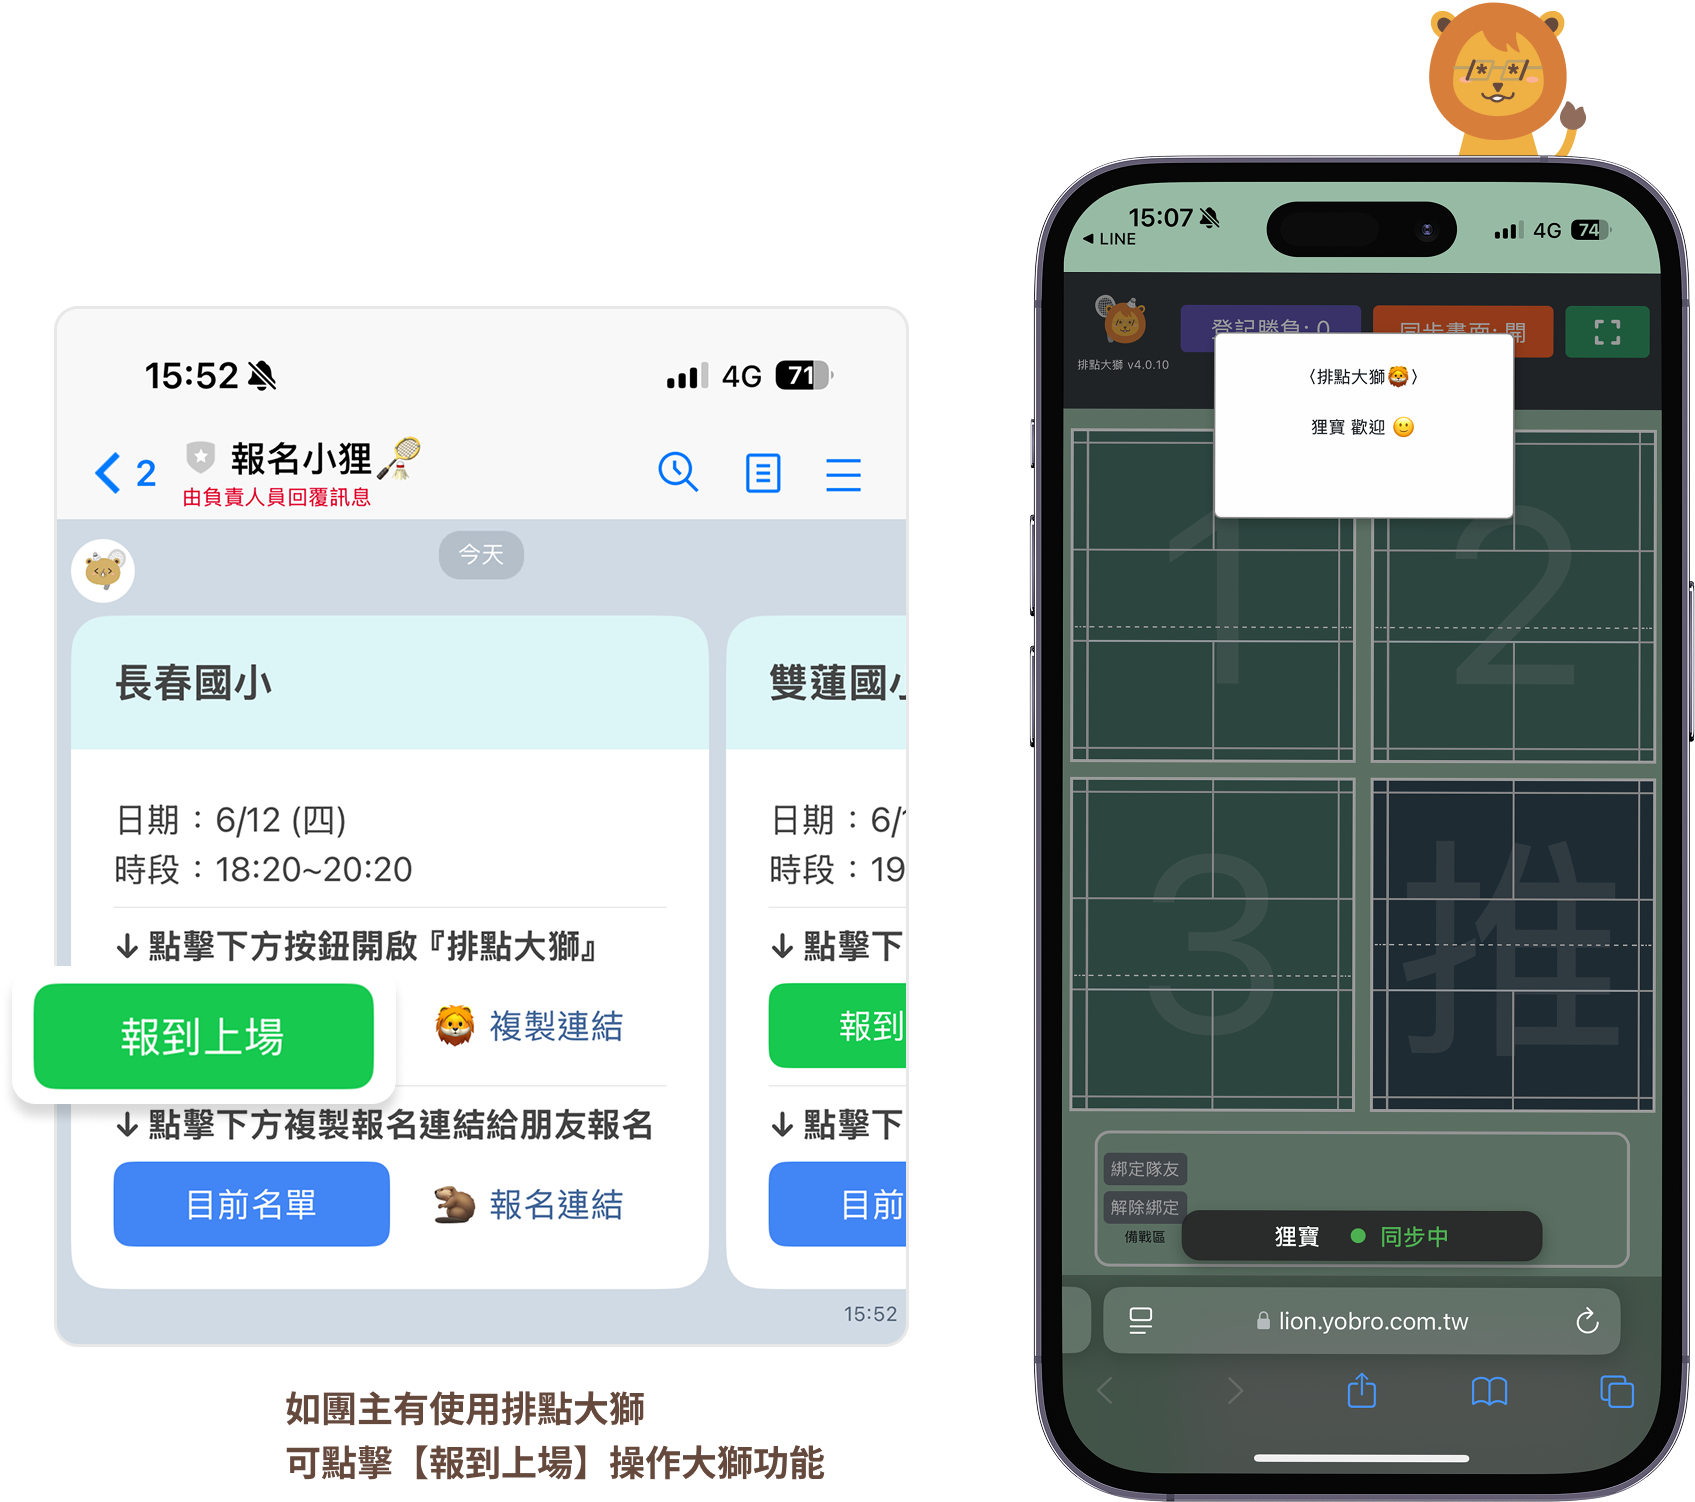 15:52
4G
71
2
報名小狸
由負責人員回覆訊息
今天
長春國小
日期：6/12 (四)
時段：18:20~20:20
↓ 點擊下方按鈕開啟『排點大獅』
報到上場
複製連結
↓ 點擊下方複製報名連結給朋友報名
目前名單
報名連結
雙蓮國小
日期：6/1
時段：19
↓ 點擊下
報到
↓ 點擊下
目前
15:52
如團主有使用排點大獅
可點擊【報到上場】操作大獅功能
15:07
◀ LINE
4G
74
排點大獅 v4.0.10
登記勝負: 0
同步畫面: 開
〈排點大獅🦁〉
狸寶 歡迎 🙂
1
2
3
推
綁定隊友
解除綁定
備戰區
狸寶
同步中
lion.yobro.com.tw